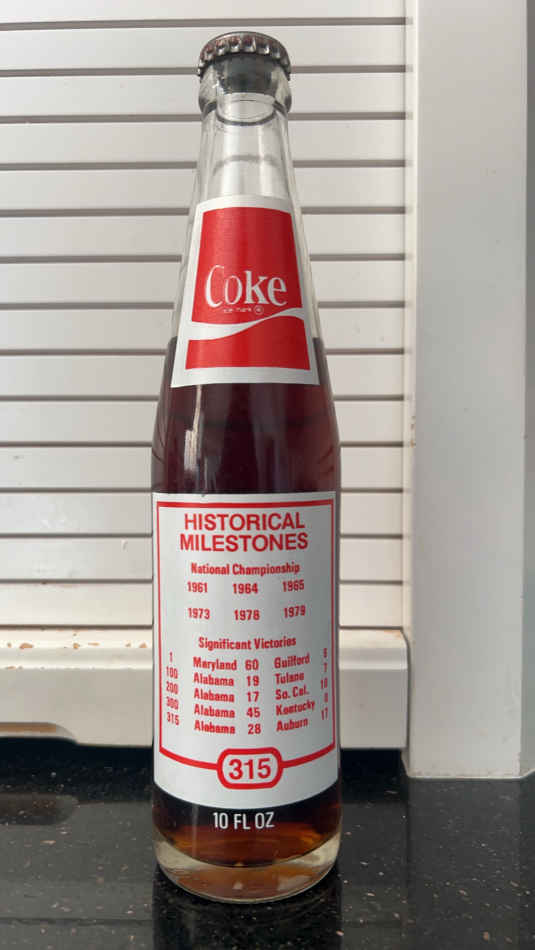 Coke
HISTORICAL
MILESTONES
National Championship
1961 1964 1965
1973 1978 1979
Significant Victories
1 Maryland 60 Guilford 6
100 Alabama 19 Tulane 7
200 Alabama 17 So. Cal. 10
300 Alabama 45 Kentucky 0
315 Alabama 28 Auburn 17
315
10 FL OZ